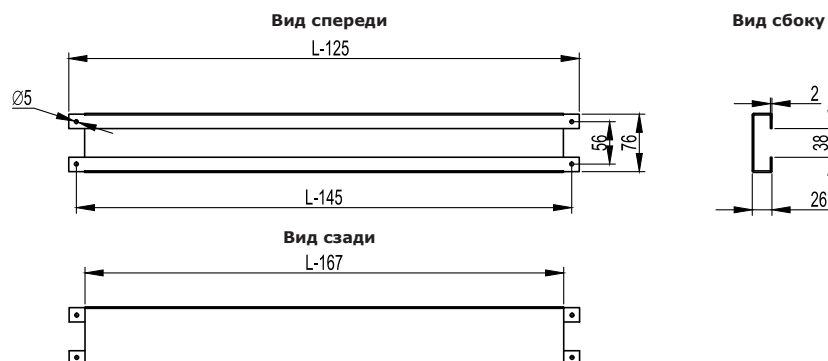 Вид спереди
Вид сбоку
L-125
Ø5
2
56
76
38
L-145
26
Вид сзади
L-167